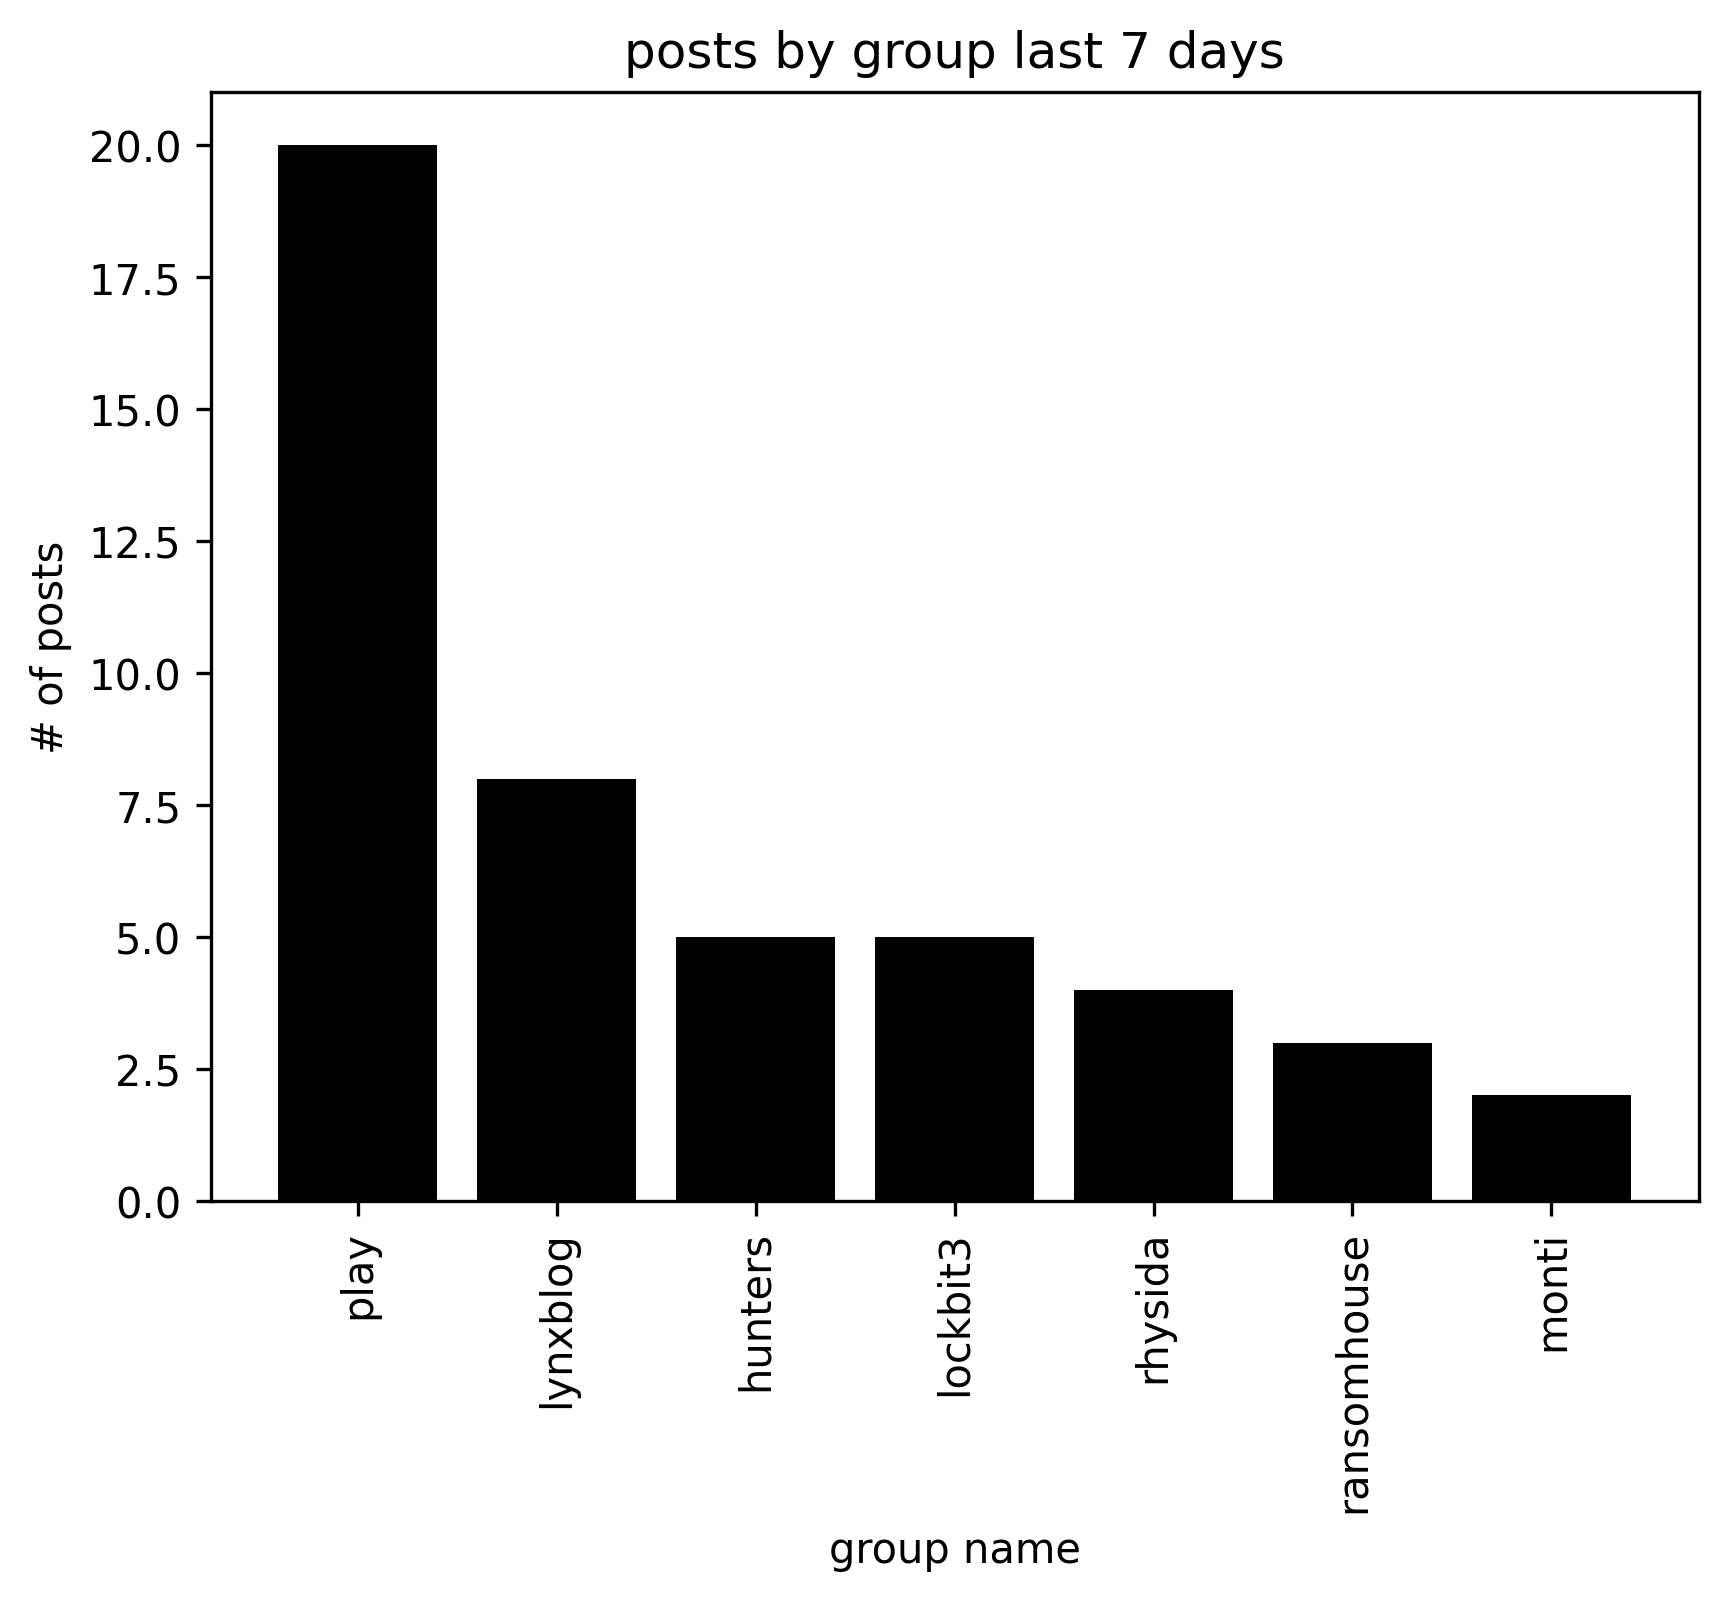 posts by group last 7 days
20.0
17.5
15.0
12.5
10.0
7.5
5.0
2.5
0.0
# of posts
play
lynxblog
hunters
lockbit3
rhysida
ransomhouse
monti
group name